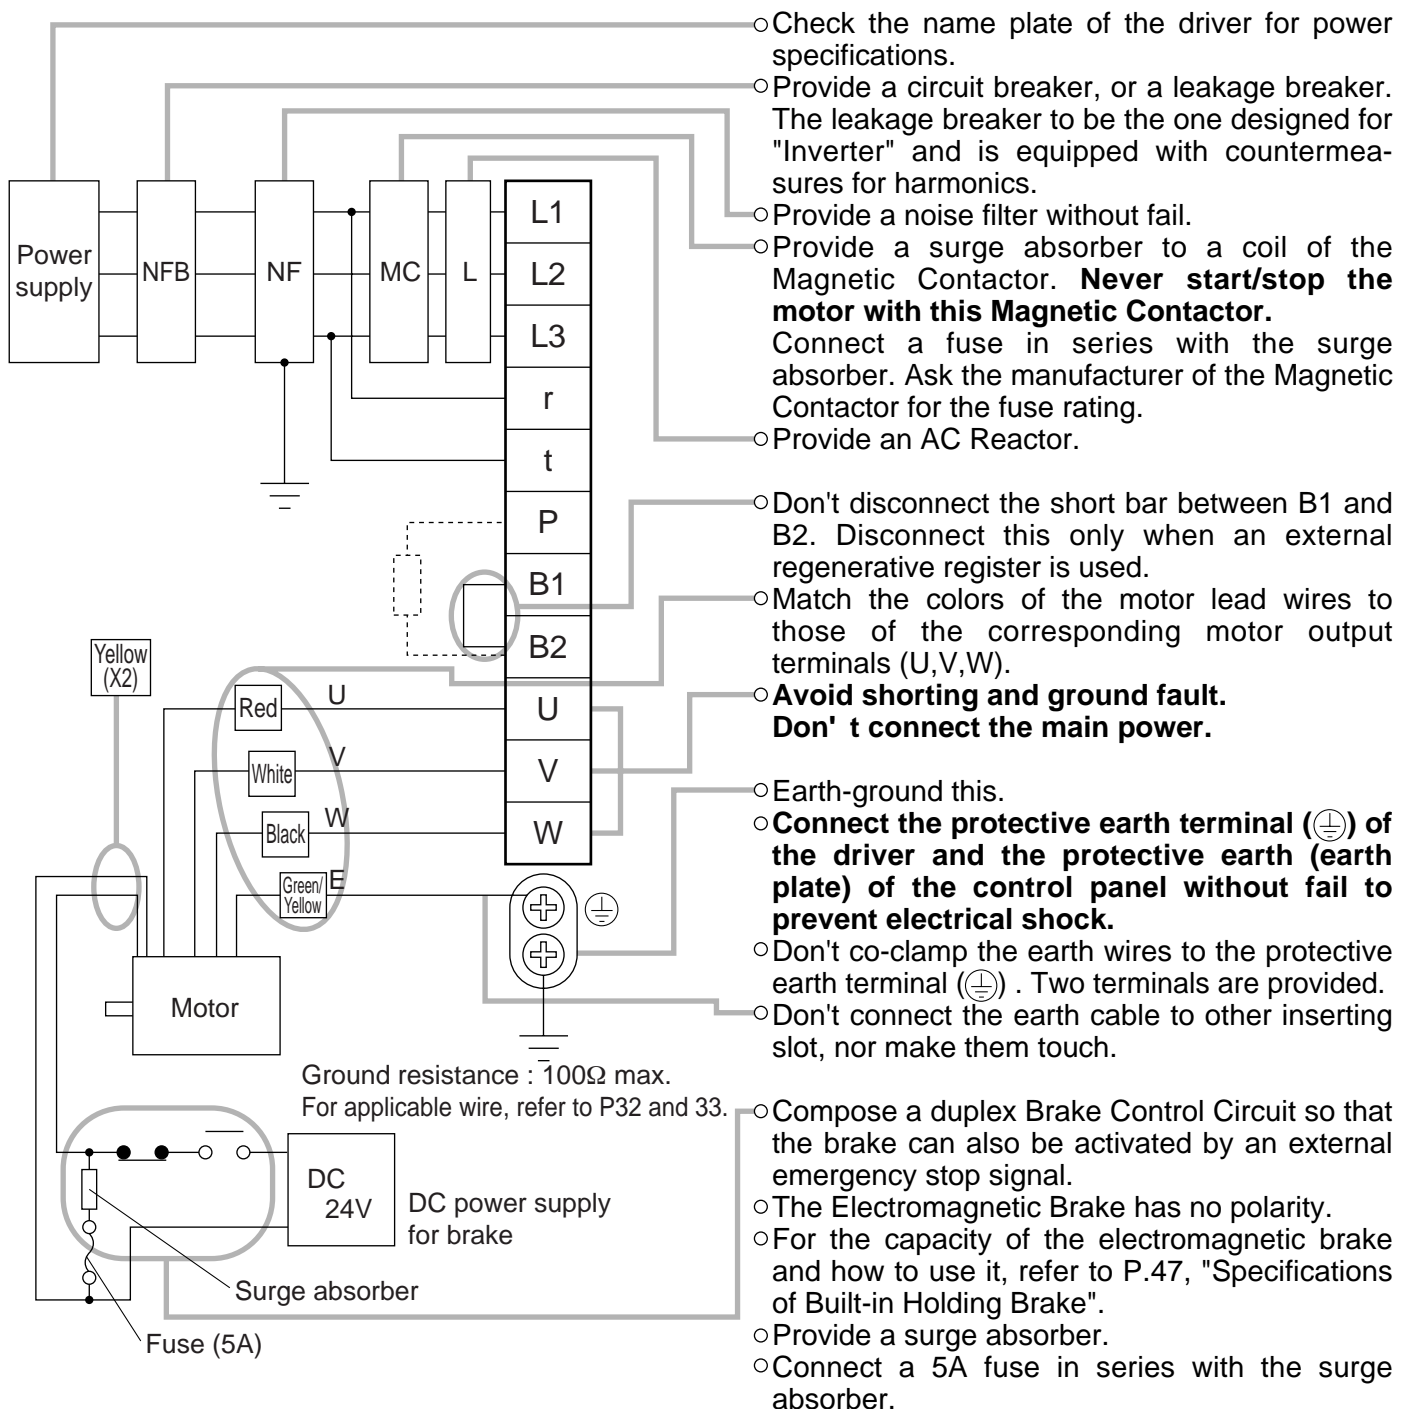 Check the name plate of the driver for power
specifications.
Provide a circuit breaker, or a leakage breaker.
The leakage breaker to be the one designed for
"Inverter" and is equipped with countermea-
sures for harmonics.
Provide a noise filter without fail.
Provide a surge absorber to a coil of the
Magnetic Contactor. Never start/stop the
motor with this Magnetic Contactor.
Connect a fuse in series with the surge
absorber. Ask the manufacturer of the Magnetic
Contactor for the fuse rating.
Provide an AC Reactor.
Don't disconnect the short bar between B1 and
B2. Disconnect this only when an external
regenerative register is used.
Match the colors of the motor lead wires to
those of the corresponding motor output
terminals (U,V,W).
Avoid shorting and ground fault.
Don' t connect the main power.
Earth-ground this.
Connect the protective earth terminal (⏚) of
the driver and the protective earth (earth
plate) of the control panel without fail to
prevent electrical shock.
Don't co-clamp the earth wires to the protective
earth terminal (⏚) . Two terminals are provided.
Don't connect the earth cable to other inserting
slot, nor make them touch.
Compose a duplex Brake Control Circuit so that
the brake can also be activated by an external
emergency stop signal.
The Electromagnetic Brake has no polarity.
For the capacity of the electromagnetic brake
and how to use it, refer to P.47, "Specifications
of Built-in Holding Brake".
Provide a surge absorber.
Connect a 5A fuse in series with the surge
absorber.
Power
supply
NFB
NF
MC
L
L1
L2
L3
r
t
P
B1
B2
U
V
W
Yellow
(X2)
Red
U
White
V
Black
W
Green/
Yellow
E
Motor
Ground resistance : 100Ω max.
For applicable wire, refer to P32 and 33.
DC
24V
DC power supply
for brake
Surge absorber
Fuse (5A)